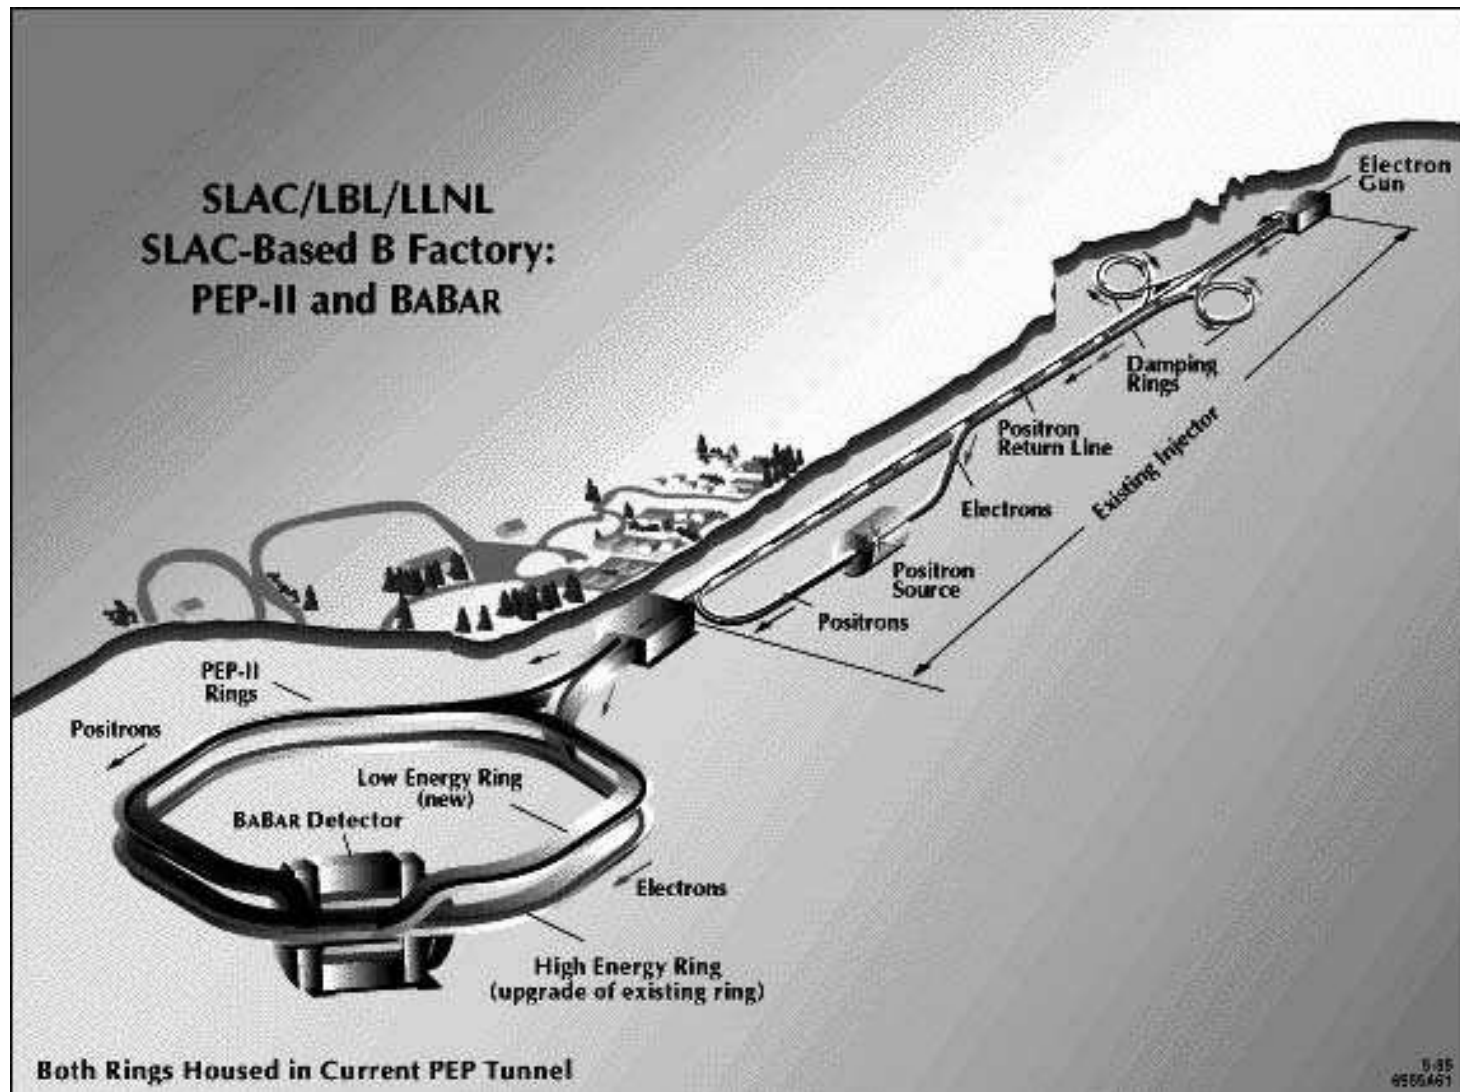 SLAC/LBL/LLNL
SLAC-Based B Factory:
PEP-II and BABAR
Electron
Gun
Damping
Rings
Positron
Return Line
Existing Injector
Electrons
Positron
Source
Positrons
PEP-II
Rings
Positrons
Low Energy Ring
(new)
BABAR Detector
Electrons
High Energy Ring
(upgrade of existing ring)
Both Rings Housed in Current PEP Tunnel